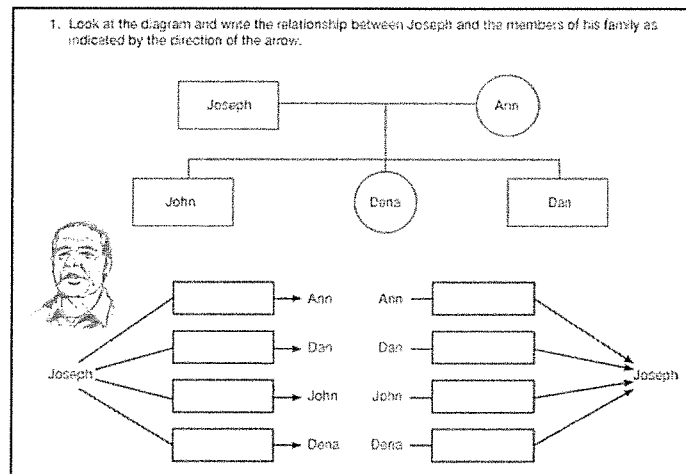 1. Look at the diagram and write the relationship between Joseph and the members of his family as
indicated by the direction of the arrow.
Joseph
Ann
John
Dena
Dan
Ann
Ann
Dan
Dan
Joseph
Joseph
John
John
Dena
Dena